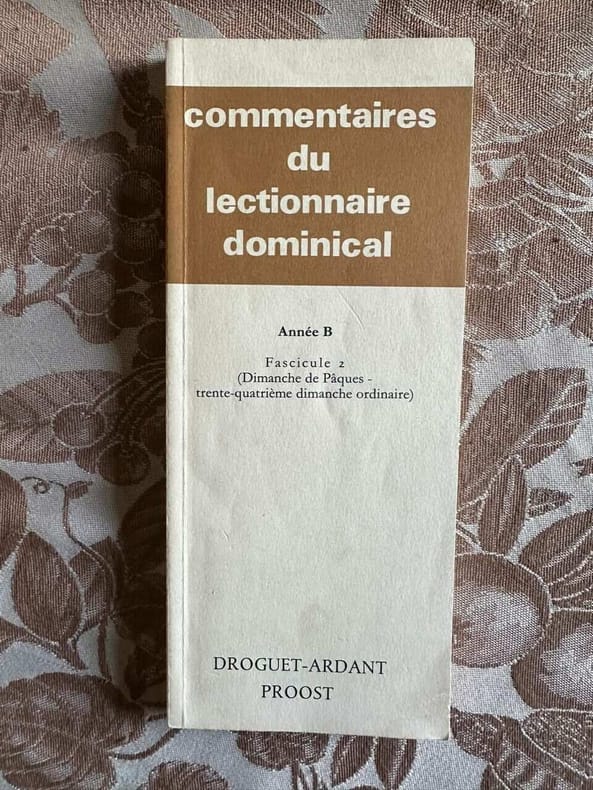 commentaires
du
lectionnaire
dominical
Année B
Fascicule 2
(Dimanche de Pâques -
trente-quatrième dimanche ordinaire)
DROGUET-ARDANT
PROOST